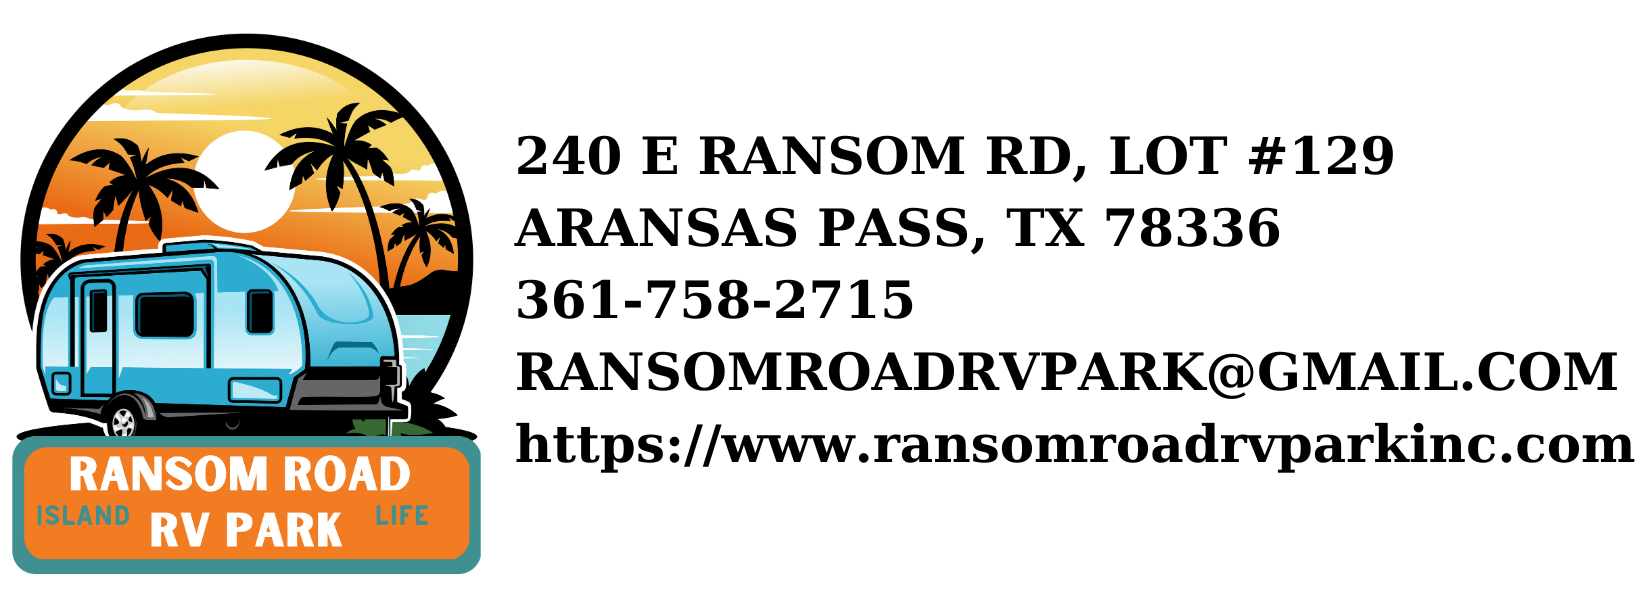 240 E RANSOM RD, LOT #129
ARANSAS PASS, TX 78336
361-758-2715
RANSOMROADRVPARK@GMAIL.COM
https://www.ransomroadrvparkinc.com
RANSOM ROAD
ISLAND RV PARK LIFE